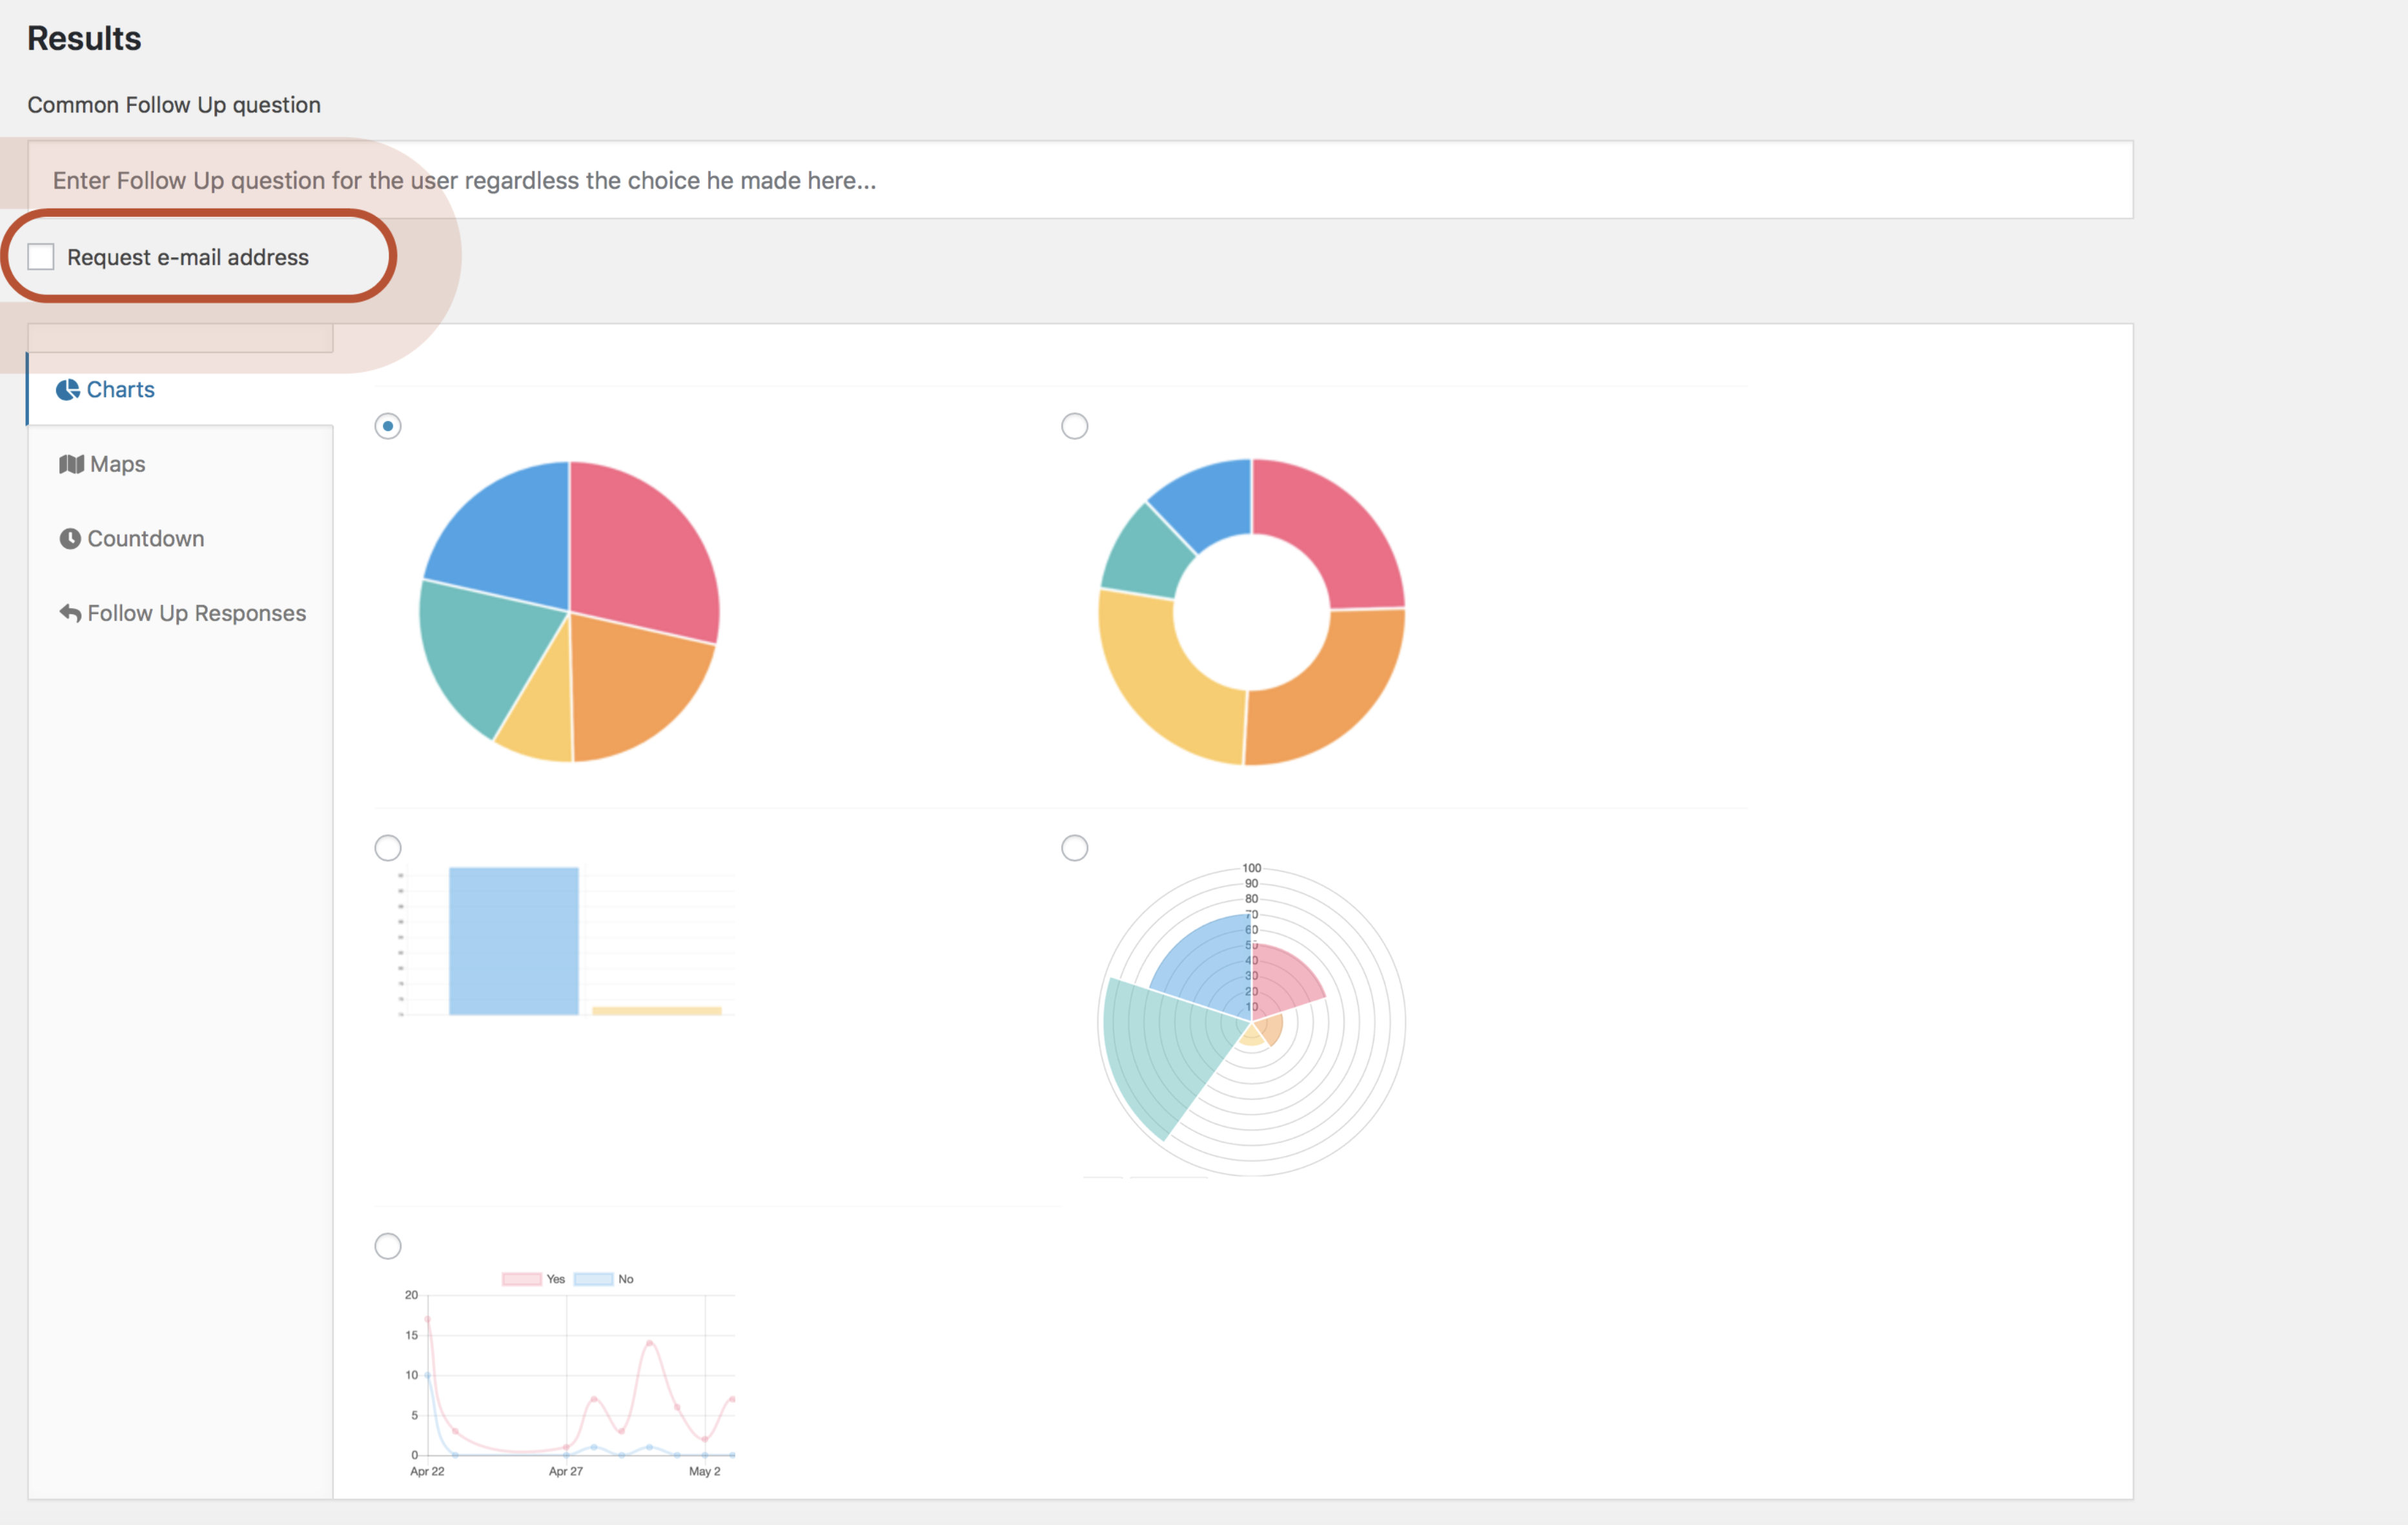 Results
Common Follow Up question
Enter Follow Up question for the user regardless the choice he made here...
Request e-mail address
Charts
Maps
Countdown
Follow Up Responses
100
90
80
70
60
50
40
30
20
10
Yes No
20
15
10
5
0
Apr 22 Apr 27 May 2